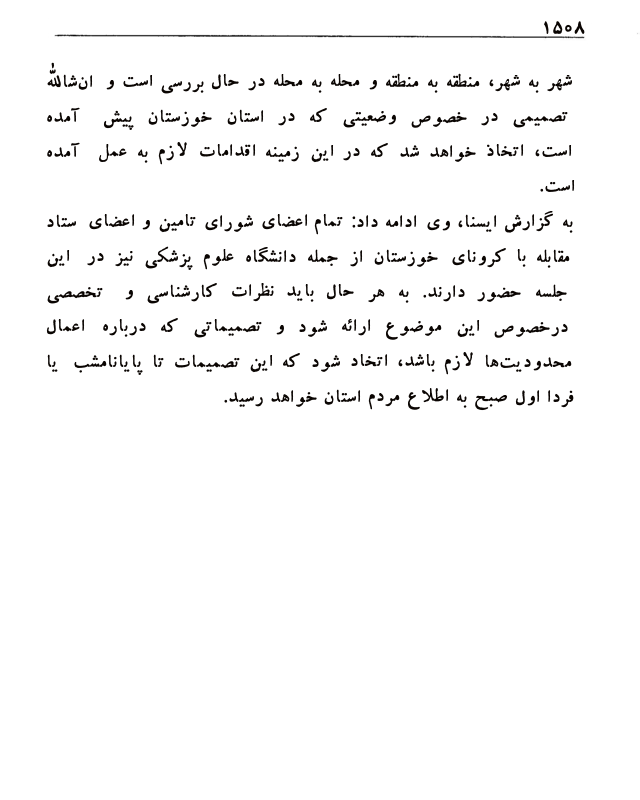 ۱۵۰۸
شهر به شهر، منطقه به منطقه و محله به محله در حال بررسی است و ان‌شالله
تصمیمی در خصوص وضعیتی که در استان خوزستان پیش آمده
است، اتخاذ خواهد شد که در این زمینه اقدامات لازم به عمل آمده
است.
به گزارش ایسنا، وی ادامه داد: تمام اعضای شورای تامین و اعضای ستاد
مقابله با کرونای خوزستان از جمله دانشگاه علوم پزشکی نیز در این
جلسه حضور دارند. به هر حال باید نظرات کارشناسی و تخصصی
درخصوص این موضوع ارائه شود و تصمیماتی که درباره اعمال
محدودیت‌ها لازم باشد، اتخاد شود که این تصمیمات تا پایانامشب یا
فردا اول صبح به اطلاع مردم استان خواهد رسید.